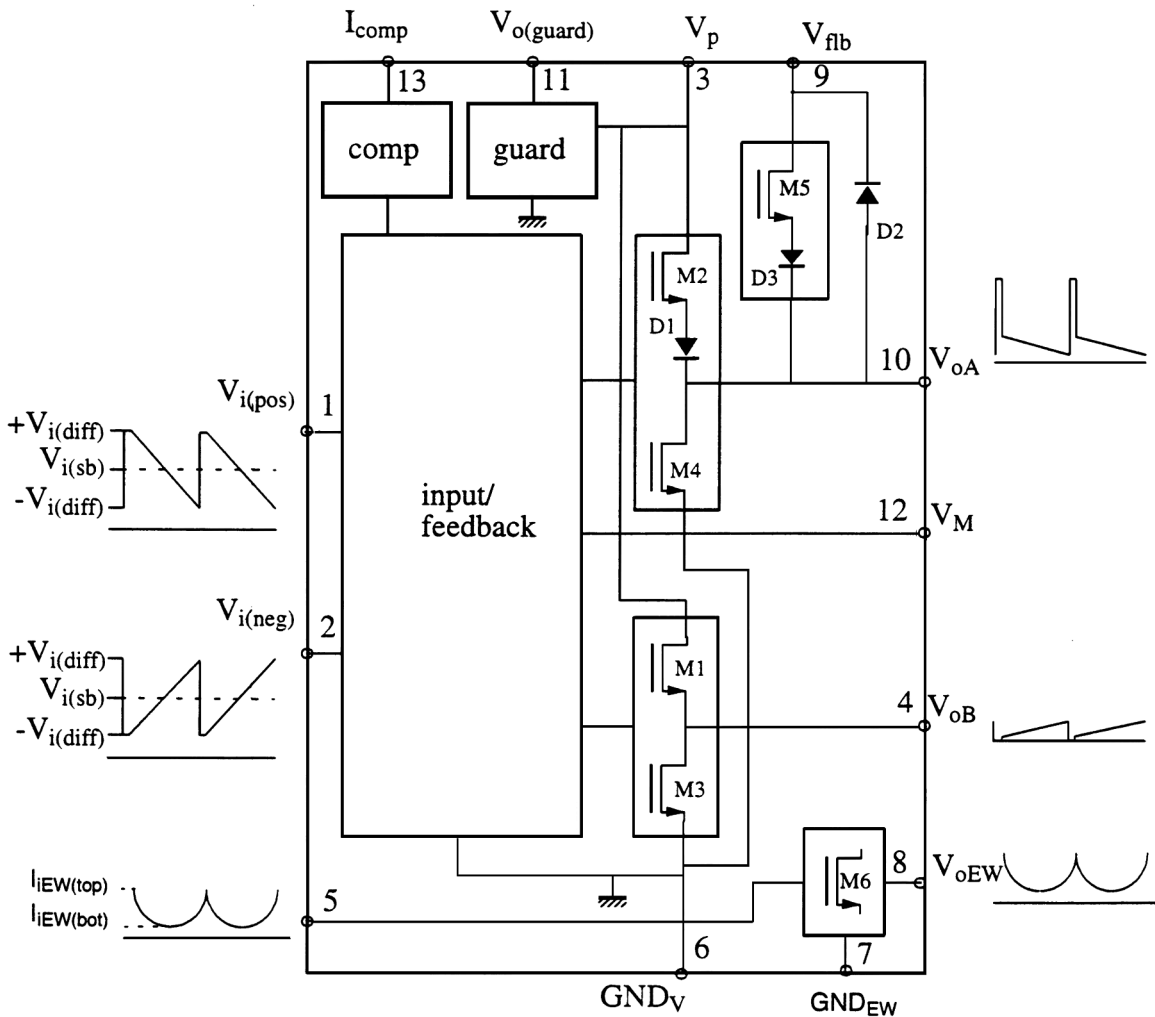 I_comp V_o(guard) V_p V_flb
13 11 3 9
comp guard
M5
D2
D3
M2
D1
10 V_oA
V_i(pos)
1
+V_i(diff)
V_i(sb)
-V_i(diff)
M4
input/
feedback
12 V_M
V_i(neg)
2
+V_i(diff)
V_i(sb)
-V_i(diff)
M1
4 V_oB
M3
8 V_oEW
M6
I_iEW(top)
I_iEW(bot)
5
6 7
GND_V GND_EW